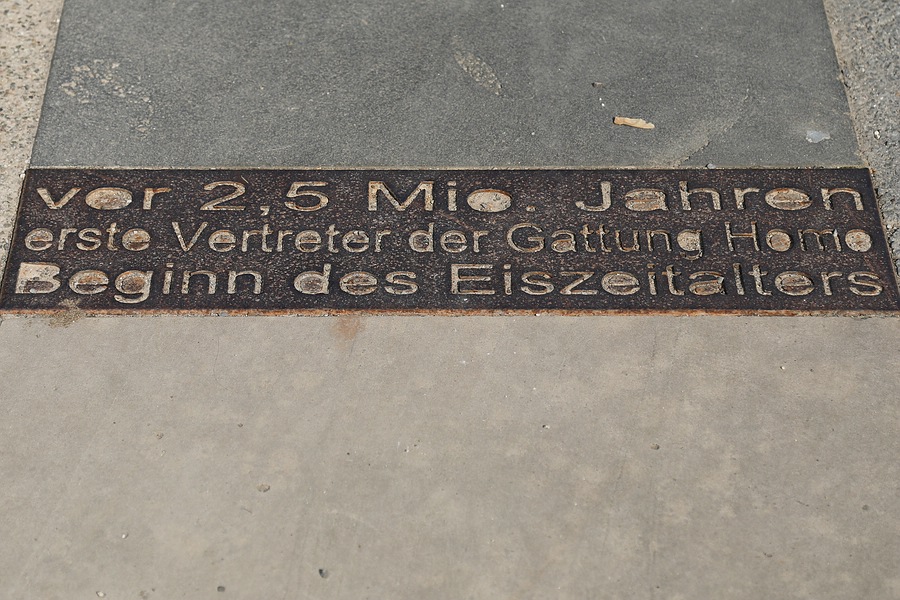 vor 2,5 Mio. Jahren
erste Vertreter der Gattung Homo
Beginn des Eiszeitalters